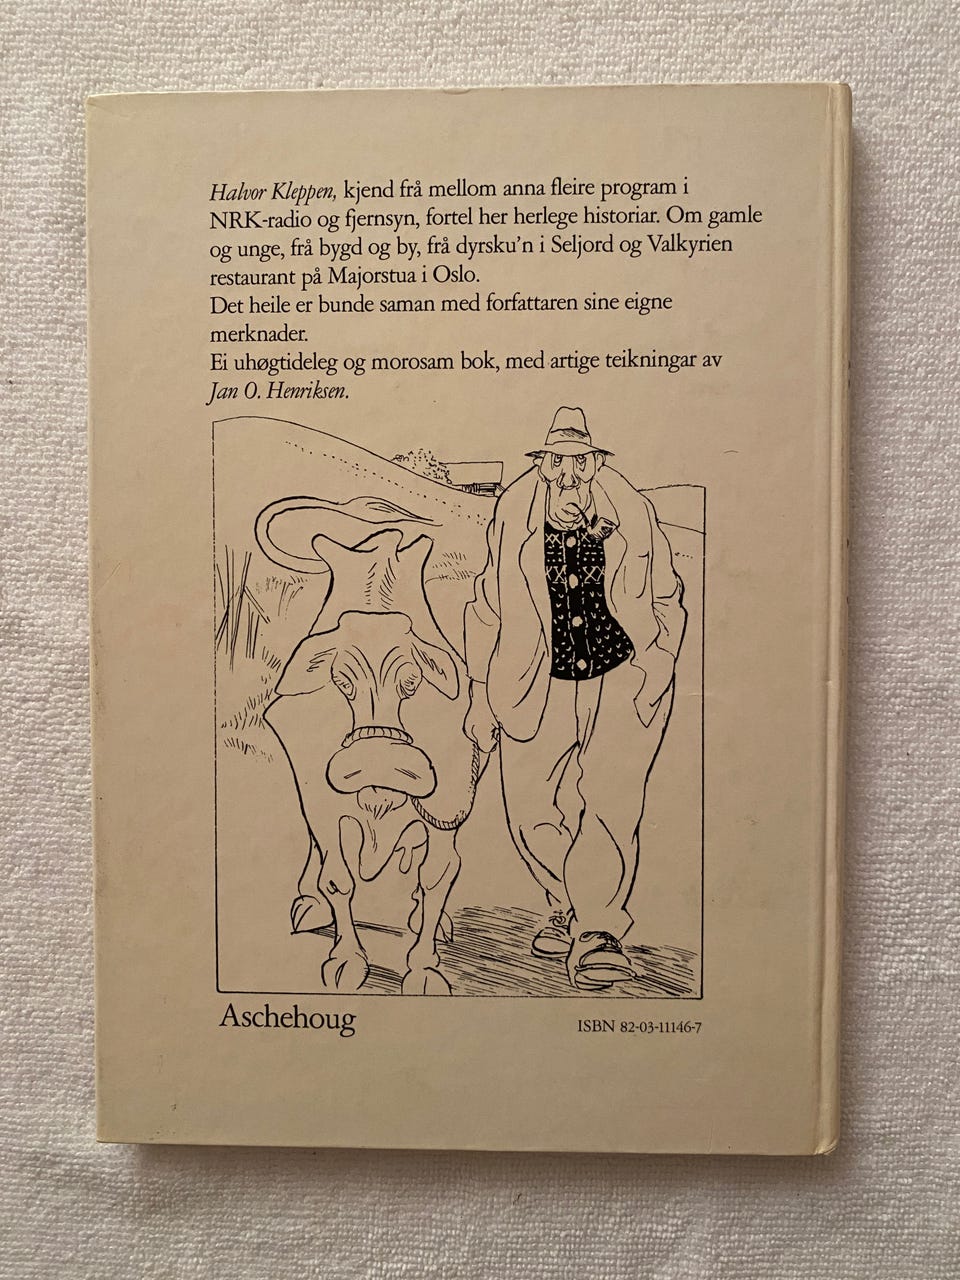 Halvor Kleppen, kjend frå mellom anna fleire program i
NRK-radio og fjernsyn, fortel her herlege historiar. Om gamle
og unge, frå bygd og by, frå dyrsku'n i Seljord og Valkyrien
restaurant på Majorstua i Oslo.
Det heile er bunde saman med forfattaren sine eigne
merknader.
Ei uhøgtideleg og morosam bok, med artige teikningar av
Jan O. Henriksen.
Aschehoug
ISBN 82-03-11146-7